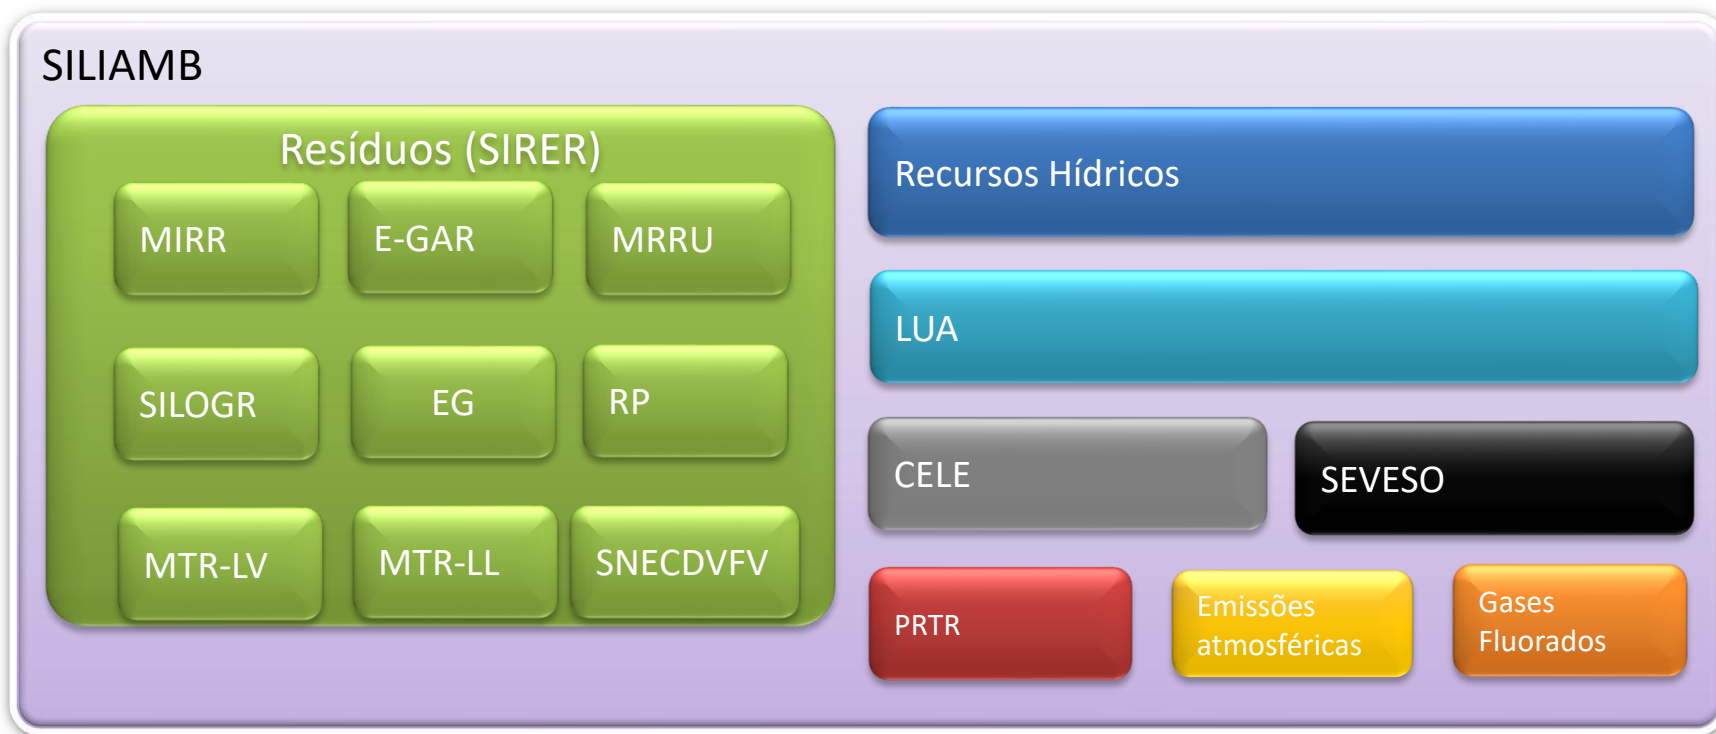 SILIAMB
Resíduos (SIRER)
MIRR
E-GAR
MRRU
SILOGR
EG
RP
MTR-LV
MTR-LL
SNECDVFV
Recursos Hídricos
LUA
CELE
SEVESO
PRTR
Emissões
atmosféricas
Gases
Fluorados